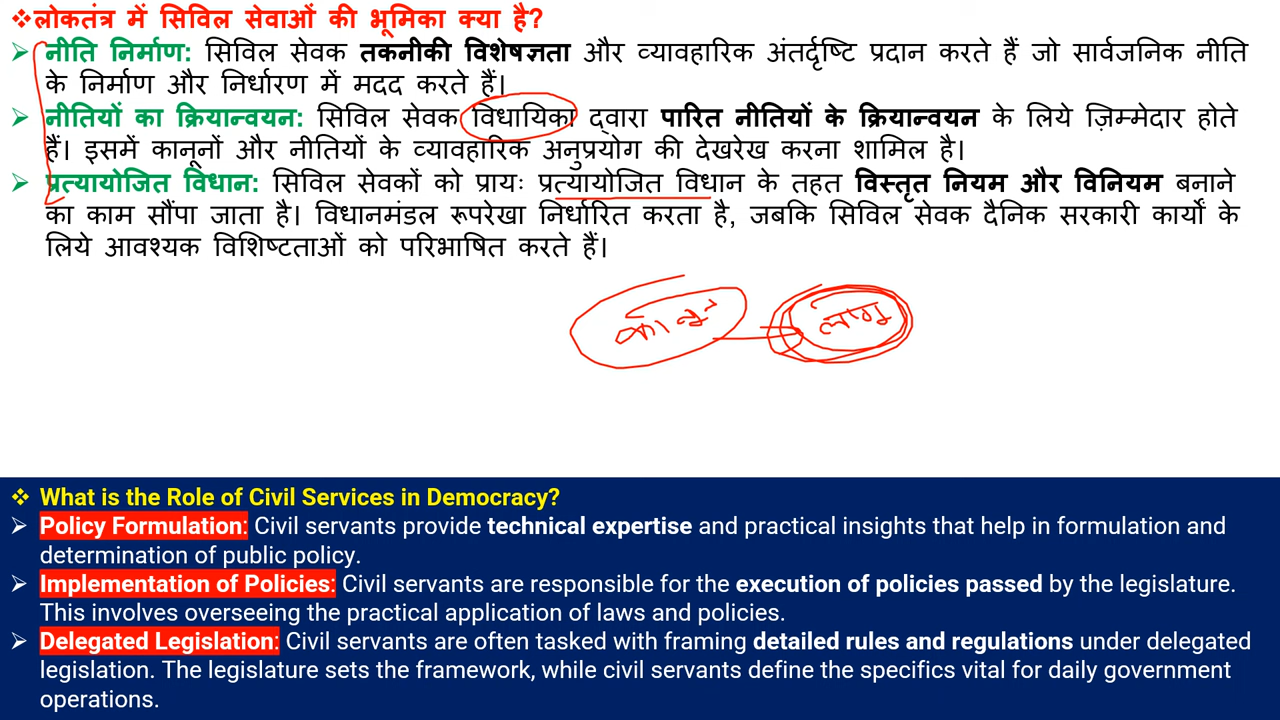 ❖लोकतंत्र में सिविल सेवाओं की भूमिका क्या है?
➢ नीति निर्माण: सिविल सेवक तकनीकी विशेषज्ञता और व्यावहारिक अंतर्दृष्टि प्रदान करते हैं जो सार्वजनिक नीति
के निर्माण और निर्धारण में मदद करते हैं।
➢ नीतियों का क्रियान्वयन: सिविल सेवक विधायिका द्वारा पारित नीतियों के क्रियान्वयन के लिये ज़िम्मेदार होते
हैं। इसमें कानूनों और नीतियों के व्यावहारिक अनुप्रयोग की देखरेख करना शामिल है।
➢ प्रत्यायोजित विधान: सिविल सेवकों को प्रायः प्रत्यायोजित विधान के तहत विस्तृत नियम और विनियम बनाने
का काम सौंपा जाता है। विधानमंडल रूपरेखा निर्धारित करता है, जबकि सिविल सेवक दैनिक सरकारी कार्यों के
लिये आवश्यक विशिष्टताओं को परिभाषित करते हैं।
लागू
❖ What is the Role of Civil Services in Democracy?
➢ Policy Formulation: Civil servants provide technical expertise and practical insights that help in formulation and
determination of public policy.
➢ Implementation of Policies: Civil servants are responsible for the execution of policies passed by the legislature.
This involves overseeing the practical application of laws and policies.
➢ Delegated Legislation: Civil servants are often tasked with framing detailed rules and regulations under delegated
legislation. The legislature sets the framework, while civil servants define the specifics vital for daily government
operations.